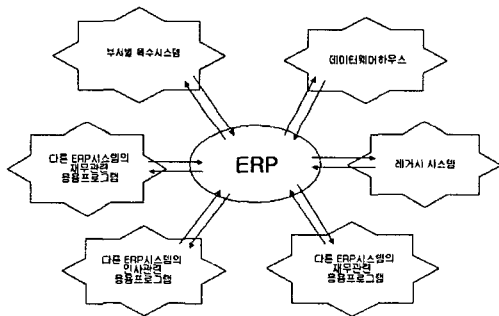 부서별 특수시스템
데이터웨어하우스
다른 ERP시스템의
재무관련
응용프로그램
ERP
레거시 시스템
다른 ERP시스템의
인사관련
응용프로그램
다른 ERP시스템의
재무관련
응용프로그램